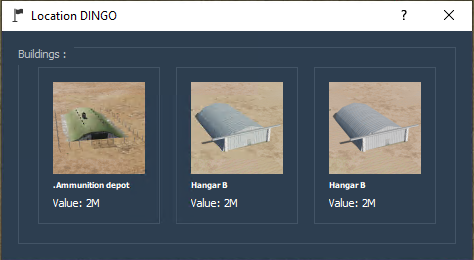 Location DINGO
?
Buildings :
.Ammunition depot
Value: 2M
Hangar B
Value: 2M
Hangar B
Value: 2M